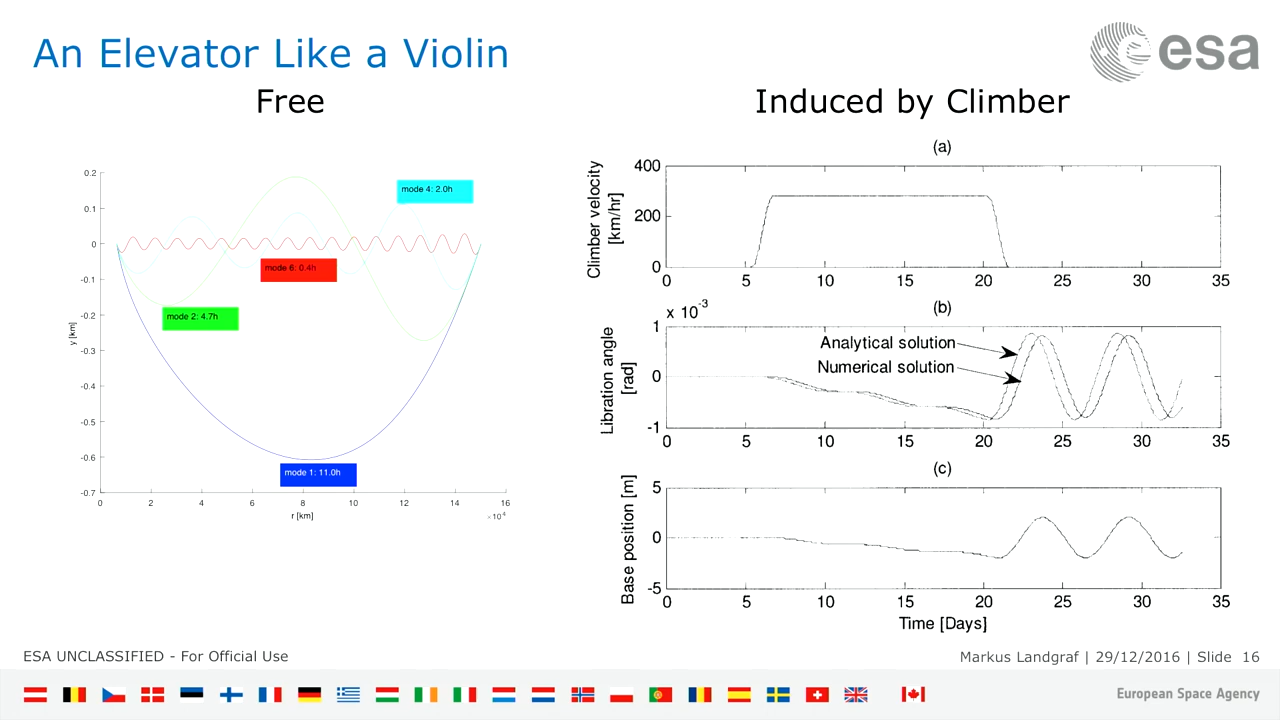 An Elevator Like a Violin
esa
Free
Induced by Climber
0.2
0.1
0
-0.1
-0.2
-0.3
-0.4
-0.5
-0.6
-0.7
y [km]
mode 4: 2.0h
mode 6: 0.4h
mode 2: 4.7h
mode 1: 11.0h
0 2 4 6 8 10 12 14 16
r [km]
×10^4
(a)
Climber velocity
[km/hr]
400
200
0
0 5 10 15 20 25 30 35
(b)
x 10^-3
Libration angle
[rad]
1
0
-1
Analytical solution
Numerical solution
0 5 10 15 20 25 30 35
(c)
Base position [m]
5
0
-5
0 5 10 15 20 25 30 35
Time [Days]
ESA UNCLASSIFIED - For Official Use
Markus Landgraf | 29/12/2016 | Slide 16
European Space Agency